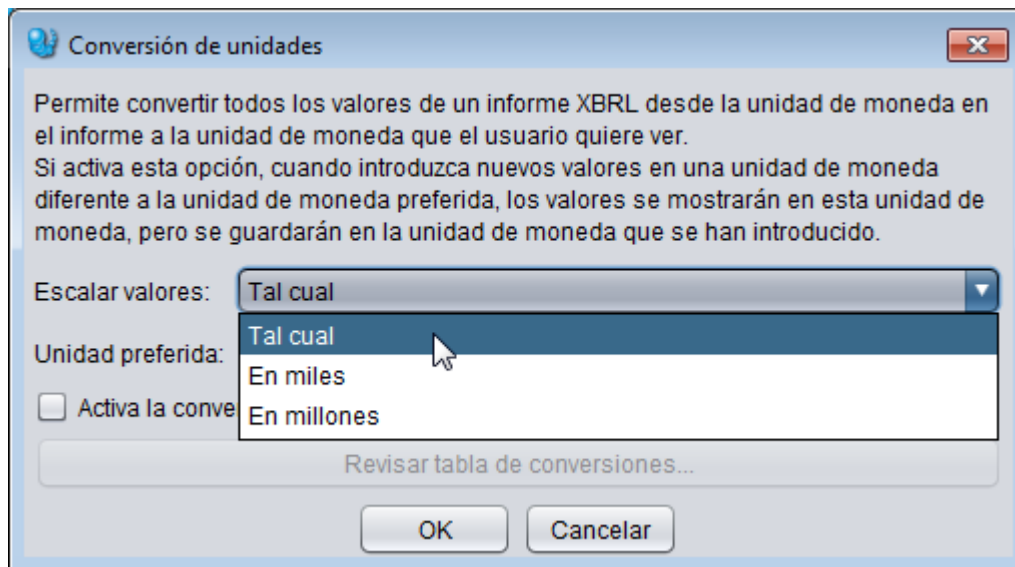 Conversión de unidades
Permite convertir todos los valores de un informe XBRL desde la unidad de moneda en
el informe a la unidad de moneda que el usuario quiere ver.
Si activa esta opción, cuando introduzca nuevos valores en una unidad de moneda
diferente a la unidad de moneda preferida, los valores se mostrarán en esta unidad de
moneda, pero se guardarán en la unidad de moneda que se han introducido.
Escalar valores: Tal cual
Tal cual
Unidad preferida:
En miles
Activa la conve
En millones
Revisar tabla de conversiones...
OK Cancelar